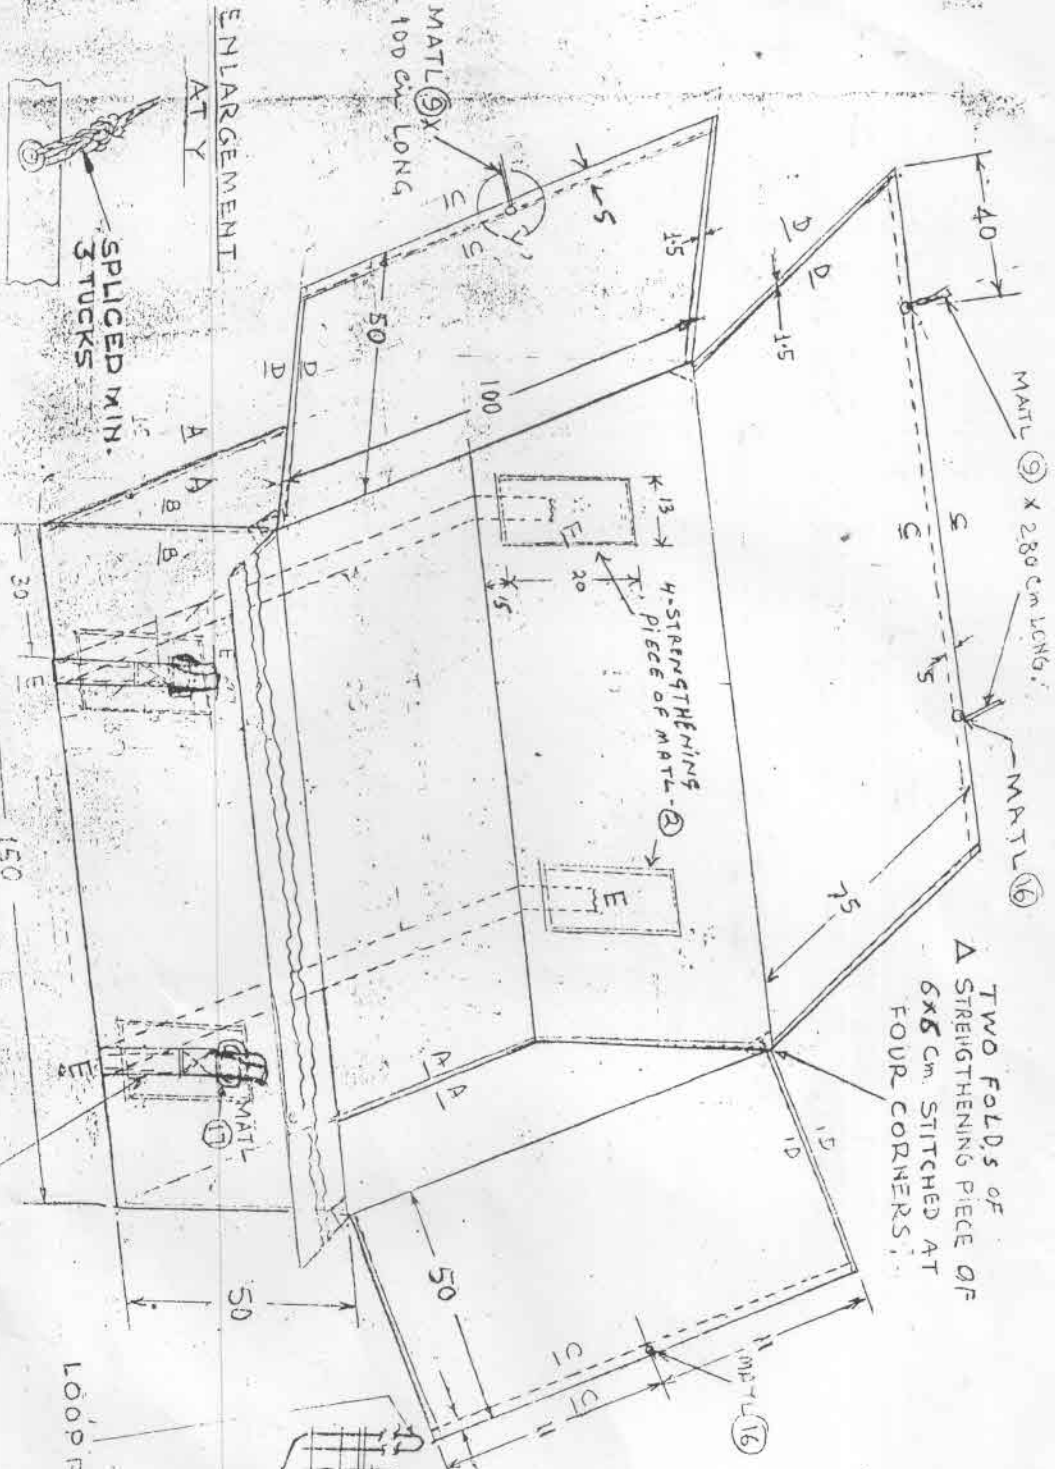 MATL ⑨ X
100 Cm LONG
ENLARGEMENT
AT Y
SPLICED MIN.
3 TUCKS
40
MATL ⑨ X 280 Cm LONG.
MATL ⑯
TWO FOLDS OF
Δ STRENGTHENING PIECE OF
6x6 Cm STITCHED AT
FOUR CORNERS.
D
D
1.5
C
C
5
75
5
'Y'
C
C
1.5
50
100
D
D
13
E
20
15
4-STRENGTHENING
PIECE OF MATL-②
E
D
D
A
A
B
B
A
A
30
E
E
E
MATL
⑰
150
50
50
C
C
=
=
MATL ⑯
LOOP